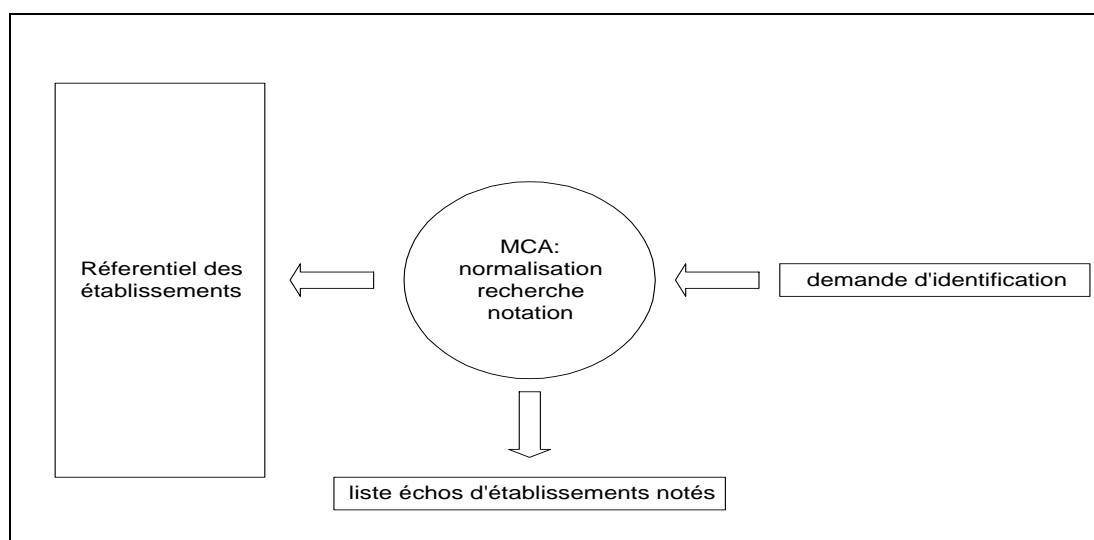 Réferentiel des
établissements
MCA:
normalisation
recherche
notation
demande d'identification
liste échos d'établissements notés